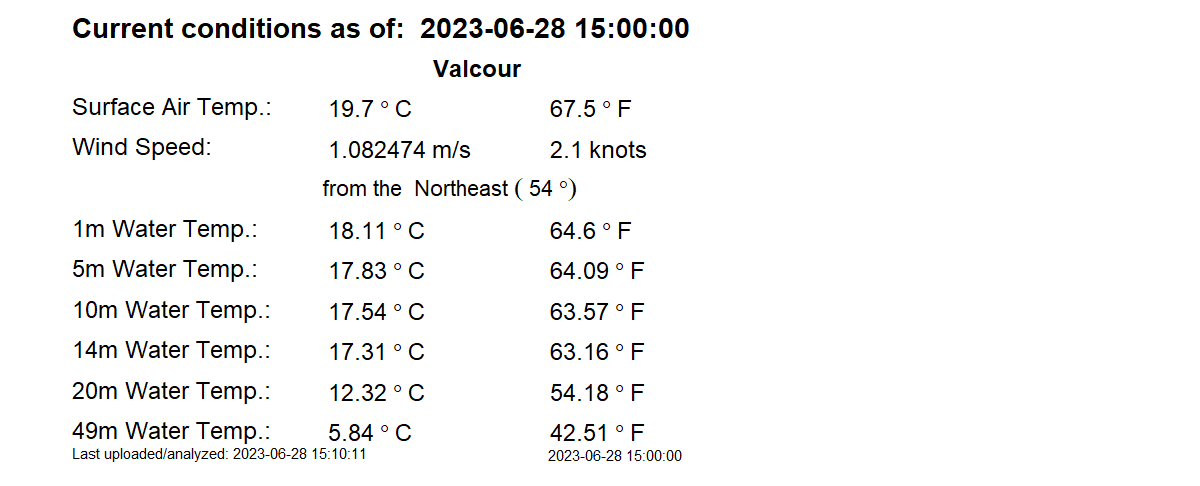 Current conditions as of: 2023-06-28 15:00:00
Valcour
Surface Air Temp.: 19.7 ° C 67.5 ° F
Wind Speed: 1.082474 m/s 2.1 knots
from the Northeast ( 54 °)
1m Water Temp.: 18.11 ° C 64.6 ° F
5m Water Temp.: 17.83 ° C 64.09 ° F
10m Water Temp.: 17.54 ° C 63.57 ° F
14m Water Temp.: 17.31 ° C 63.16 ° F
20m Water Temp.: 12.32 ° C 54.18 ° F
49m Water Temp.: 5.84 ° C 42.51 ° F
Last uploaded/analyzed: 2023-06-28 15:10:11 2023-06-28 15:00:00